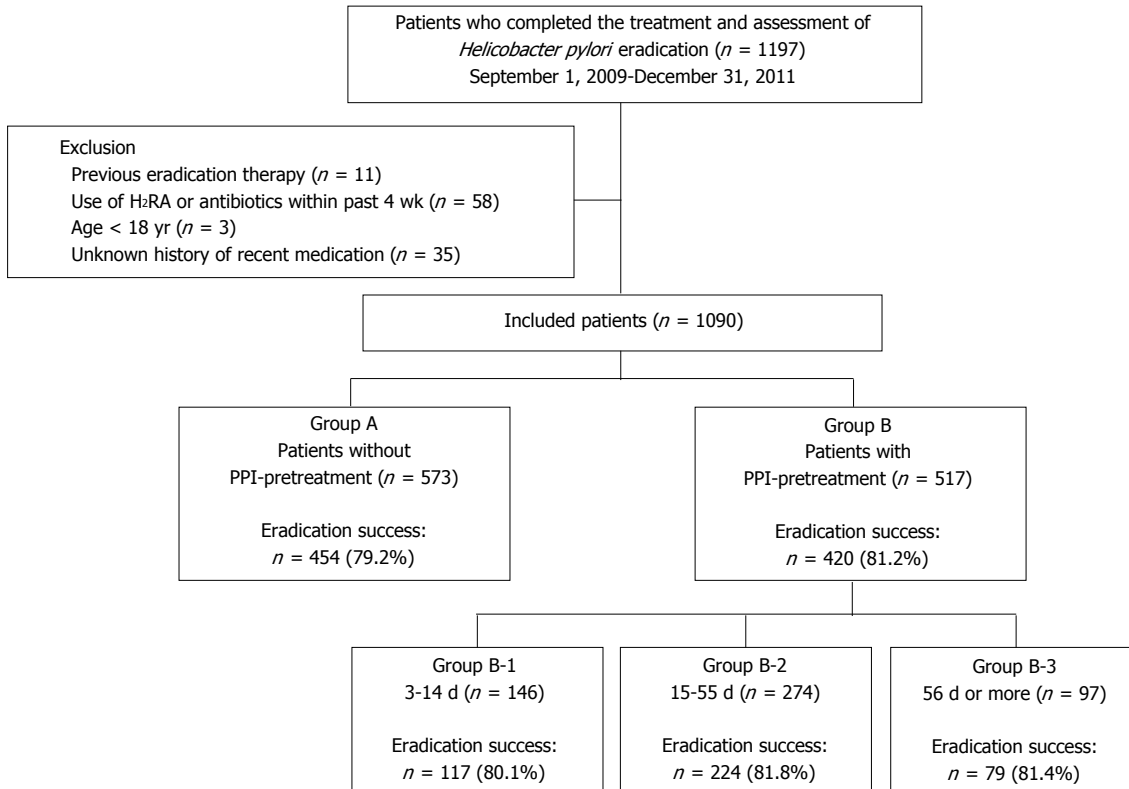 Patients who completed the treatment and assessment of
Helicobacter pylori eradication (n = 1197)
September 1, 2009-December 31, 2011
Exclusion
Previous eradication therapy (n = 11)
Use of H₂RA or antibiotics within past 4 wk (n = 58)
Age < 18 yr (n = 3)
Unknown history of recent medication (n = 35)
Included patients (n = 1090)
Group A
Patients without
PPI-pretreatment (n = 573)
Eradication success:
n = 454 (79.2%)
Group B
Patients with
PPI-pretreatment (n = 517)
Eradication success:
n = 420 (81.2%)
Group B-1
3-14 d (n = 146)
Eradication success:
n = 117 (80.1%)
Group B-2
15-55 d (n = 274)
Eradication success:
n = 224 (81.8%)
Group B-3
56 d or more (n = 97)
Eradication success:
n = 79 (81.4%)